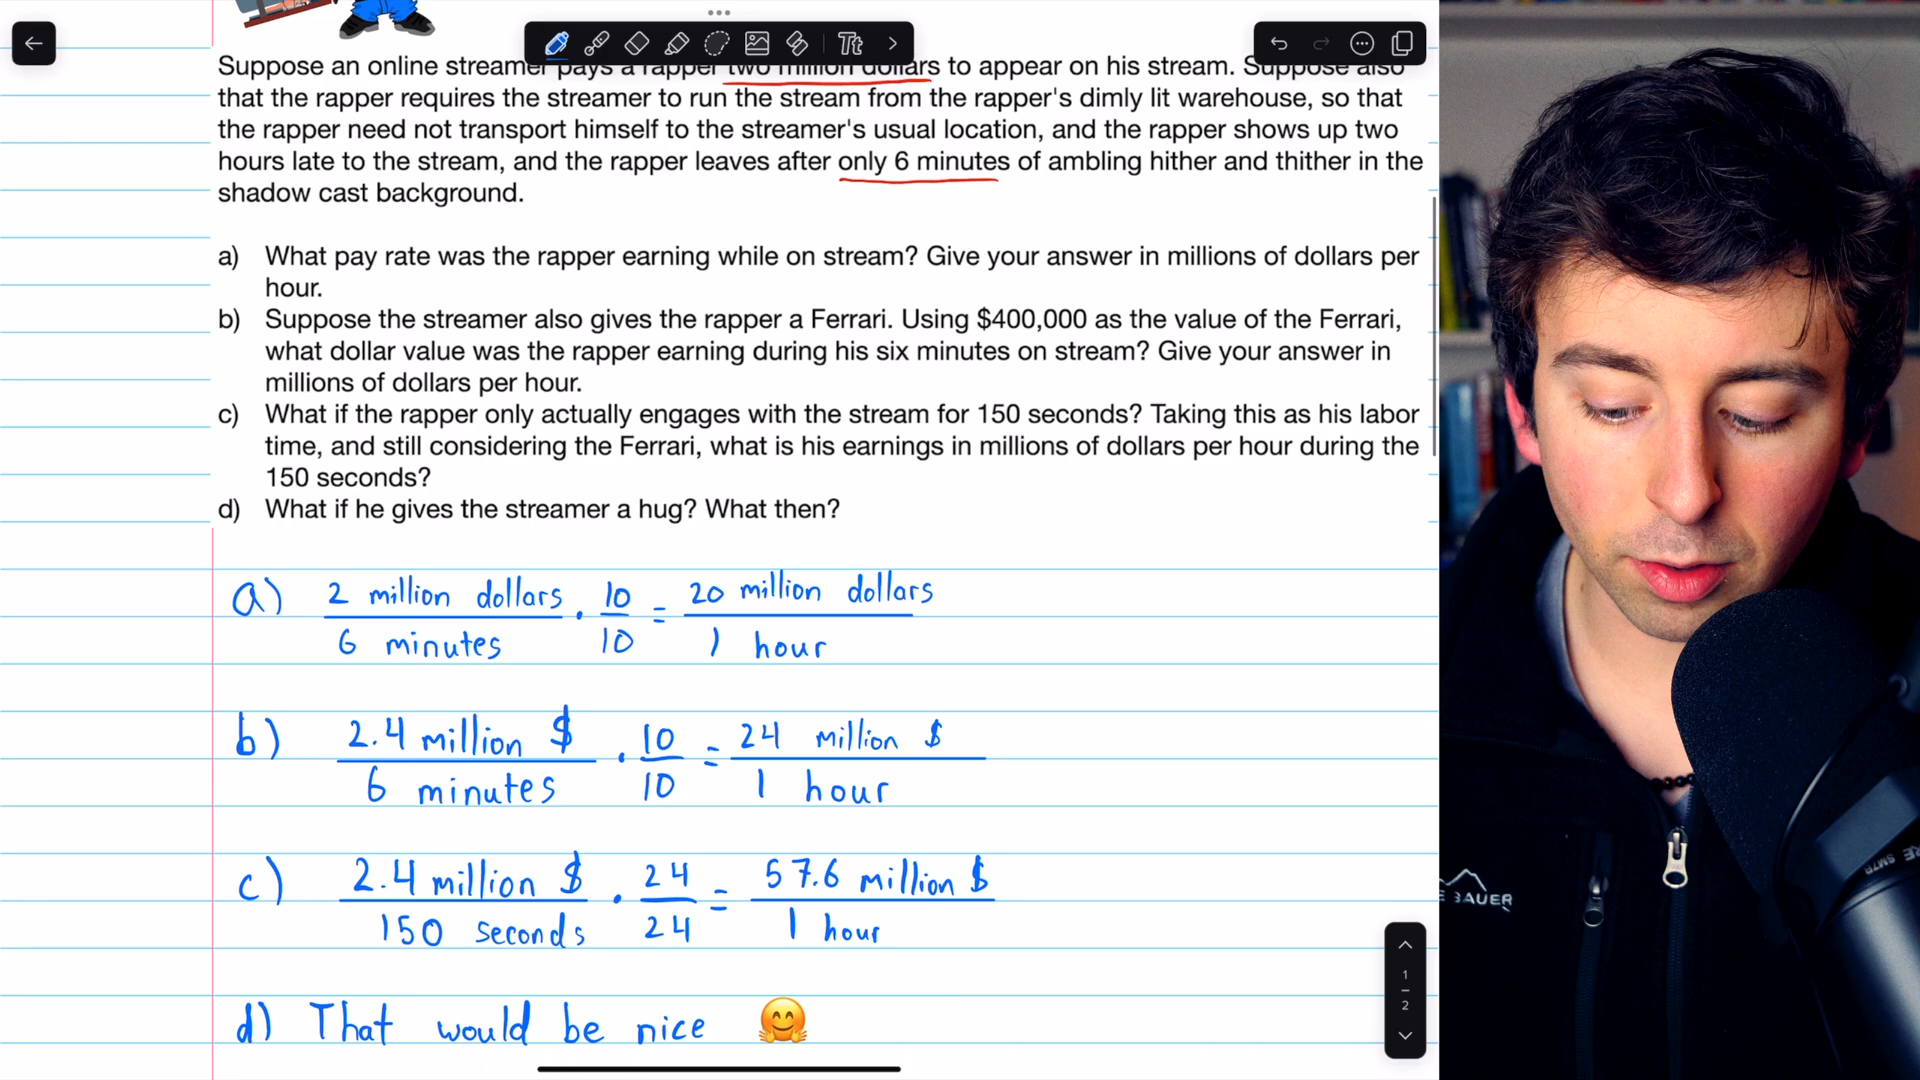 Suppose an online streamer pays a rapper two million dollars to appear on his stream. Suppose also
that the rapper requires the streamer to run the stream from the rapper's dimly lit warehouse, so that
the rapper need not transport himself to the streamer's usual location, and the rapper shows up two
hours late to the stream, and the rapper leaves after only 6 minutes of ambling hither and thither in the
shadow cast background.
a) What pay rate was the rapper earning while on stream? Give your answer in millions of dollars per
hour.
b) Suppose the streamer also gives the rapper a Ferrari. Using $400,000 as the value of the Ferrari,
what dollar value was the rapper earning during his six minutes on stream? Give your answer in
millions of dollars per hour.
c) What if the rapper only actually engages with the stream for 150 seconds? Taking this as his labor
time, and still considering the Ferrari, what is his earnings in millions of dollars per hour during the
150 seconds?
d) What if he gives the streamer a hug? What then?
a) 2 million dollars / 6 minutes · 10/10 = 20 million dollars / 1 hour
b) 2.4 million $ / 6 minutes · 10/10 = 24 million $ / 1 hour
c) 2.4 million $ / 150 seconds · 24/24 = 57.6 million $ / 1 hour
d) That would be nice 🤗
Tt
1
2
BAUER